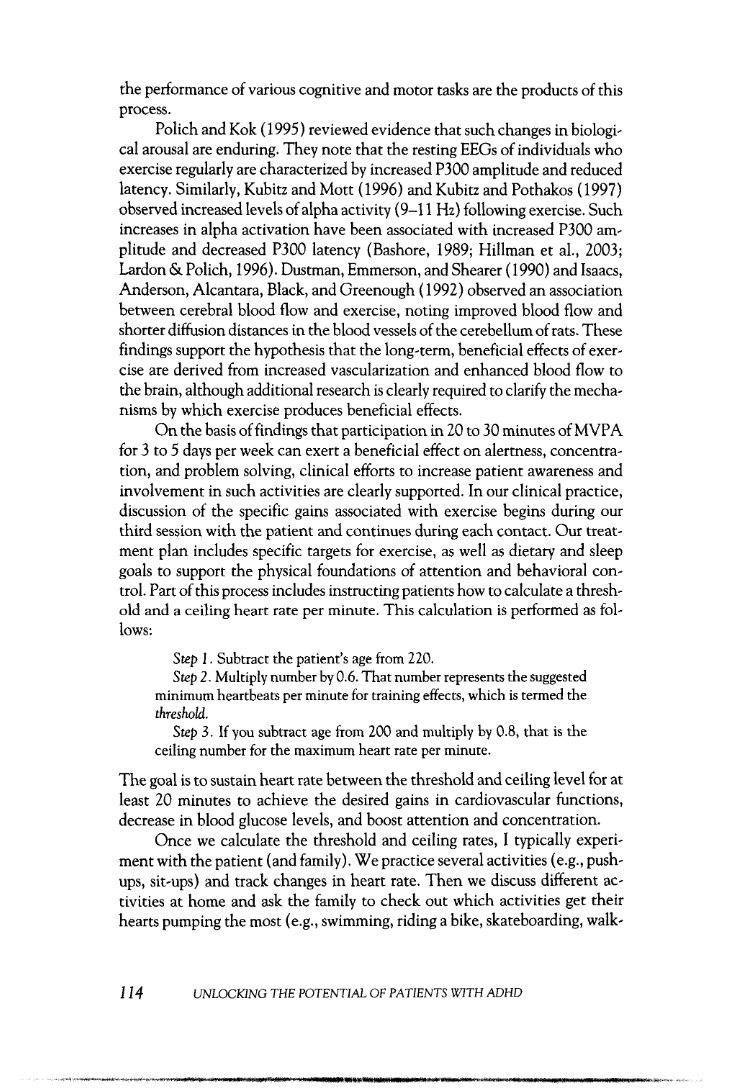 the performance of various cognitive and motor tasks are the products of this
process.
Polich and Kok (1995) reviewed evidence that such changes in biologi-
cal arousal are enduring. They note that the resting EEGs of individuals who
exercise regularly are characterized by increased P300 amplitude and reduced
latency. Similarly, Kubitz and Mott (1996) and Kubitz and Pothakos (1997)
observed increased levels of alpha activity (9–11 Hz) following exercise. Such
increases in alpha activation have been associated with increased P300 am-
plitude and decreased P300 latency (Bashore, 1989; Hillman et al., 2003;
Lardon & Polich, 1996). Dustman, Emmerson, and Shearer (1990) and Isaacs,
Anderson, Alcantara, Black, and Greenough (1992) observed an association
between cerebral blood flow and exercise, noting improved blood flow and
shorter diffusion distances in the blood vessels of the cerebellum of rats. These
findings support the hypothesis that the long-term, beneficial effects of exer-
cise are derived from increased vascularization and enhanced blood flow to
the brain, although additional research is clearly required to clarify the mecha-
nisms by which exercise produces beneficial effects.
On the basis of findings that participation in 20 to 30 minutes of MVPA
for 3 to 5 days per week can exert a beneficial effect on alertness, concentra-
tion, and problem solving, clinical efforts to increase patient awareness and
involvement in such activities are clearly supported. In our clinical practice,
discussion of the specific gains associated with exercise begins during our
third session with the patient and continues during each contact. Our treat-
ment plan includes specific targets for exercise, as well as dietary and sleep
goals to support the physical foundations of attention and behavioral con-
trol. Part of this process includes instructing patients how to calculate a thresh-
old and a ceiling heart rate per minute. This calculation is performed as fol-
lows:
Step 1. Subtract the patient's age from 220.
Step 2. Multiply number by 0.6. That number represents the suggested
minimum heartbeats per minute for training effects, which is termed the
threshold.
Step 3. If you subtract age from 200 and multiply by 0.8, that is the
ceiling number for the maximum heart rate per minute.
The goal is to sustain heart rate between the threshold and ceiling level for at
least 20 minutes to achieve the desired gains in cardiovascular functions,
decrease in blood glucose levels, and boost attention and concentration.
Once we calculate the threshold and ceiling rates, I typically experi-
ment with the patient (and family). We practice several activities (e.g., push-
ups, sit-ups) and track changes in heart rate. Then we discuss different ac-
tivities at home and ask the family to check out which activities get their
hearts pumping the most (e.g., swimming, riding a bike, skateboarding, walk-
114 UNLOCKING THE POTENTIAL OF PATIENTS WITH ADHD